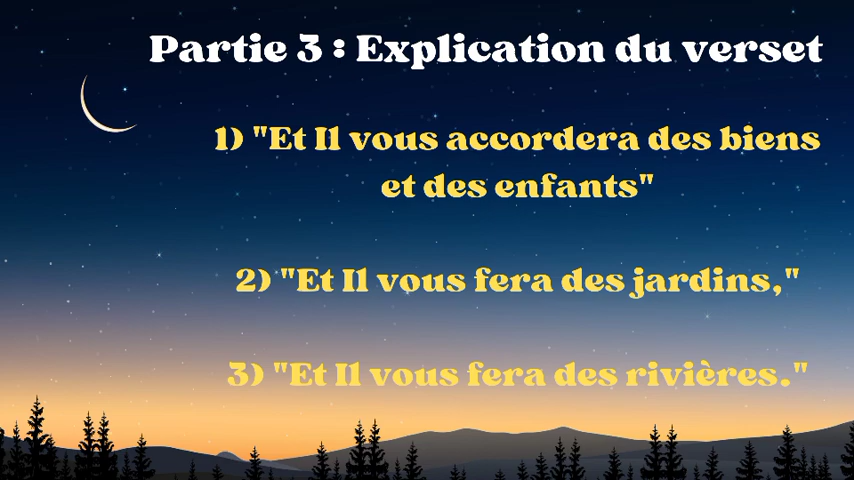 Partie 3 : Explication du verset
1) "Et Il vous accordera des biens
et des enfants"
2) "Et Il vous fera des jardins,"
3) "Et Il vous fera des rivières."